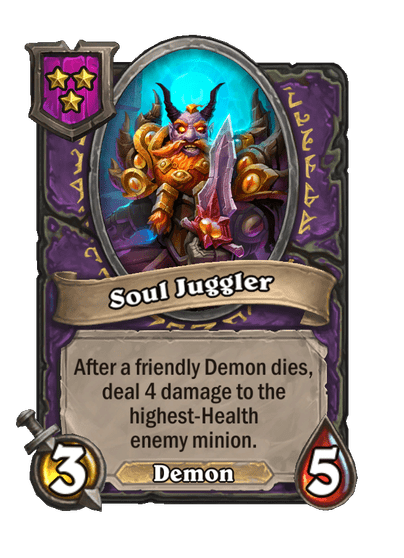 Soul Juggler
After a friendly Demon dies,
deal 4 damage to the
highest-Health
enemy minion.
3
Demon
5